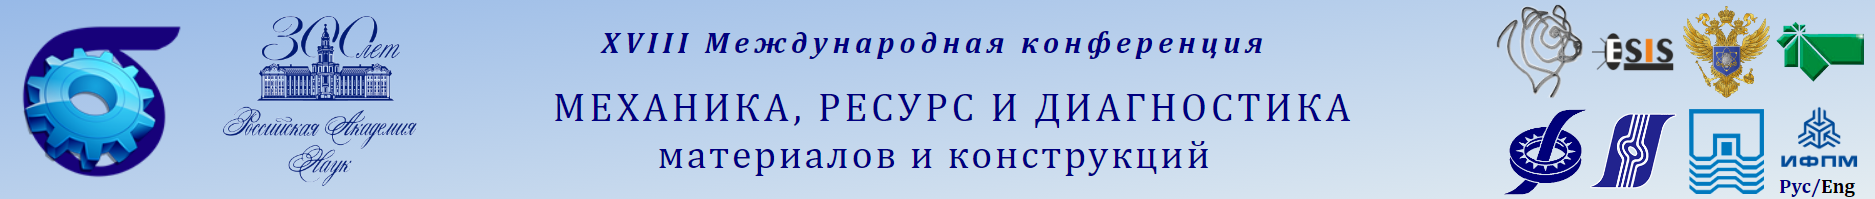 300 лет
Российская Академия
Наук
XVIII Международная конференция
МЕХАНИКА, РЕСУРС И ДИАГНОСТИКА
материалов и конструкций
ESIS
ИФПМ
Рус/Eng